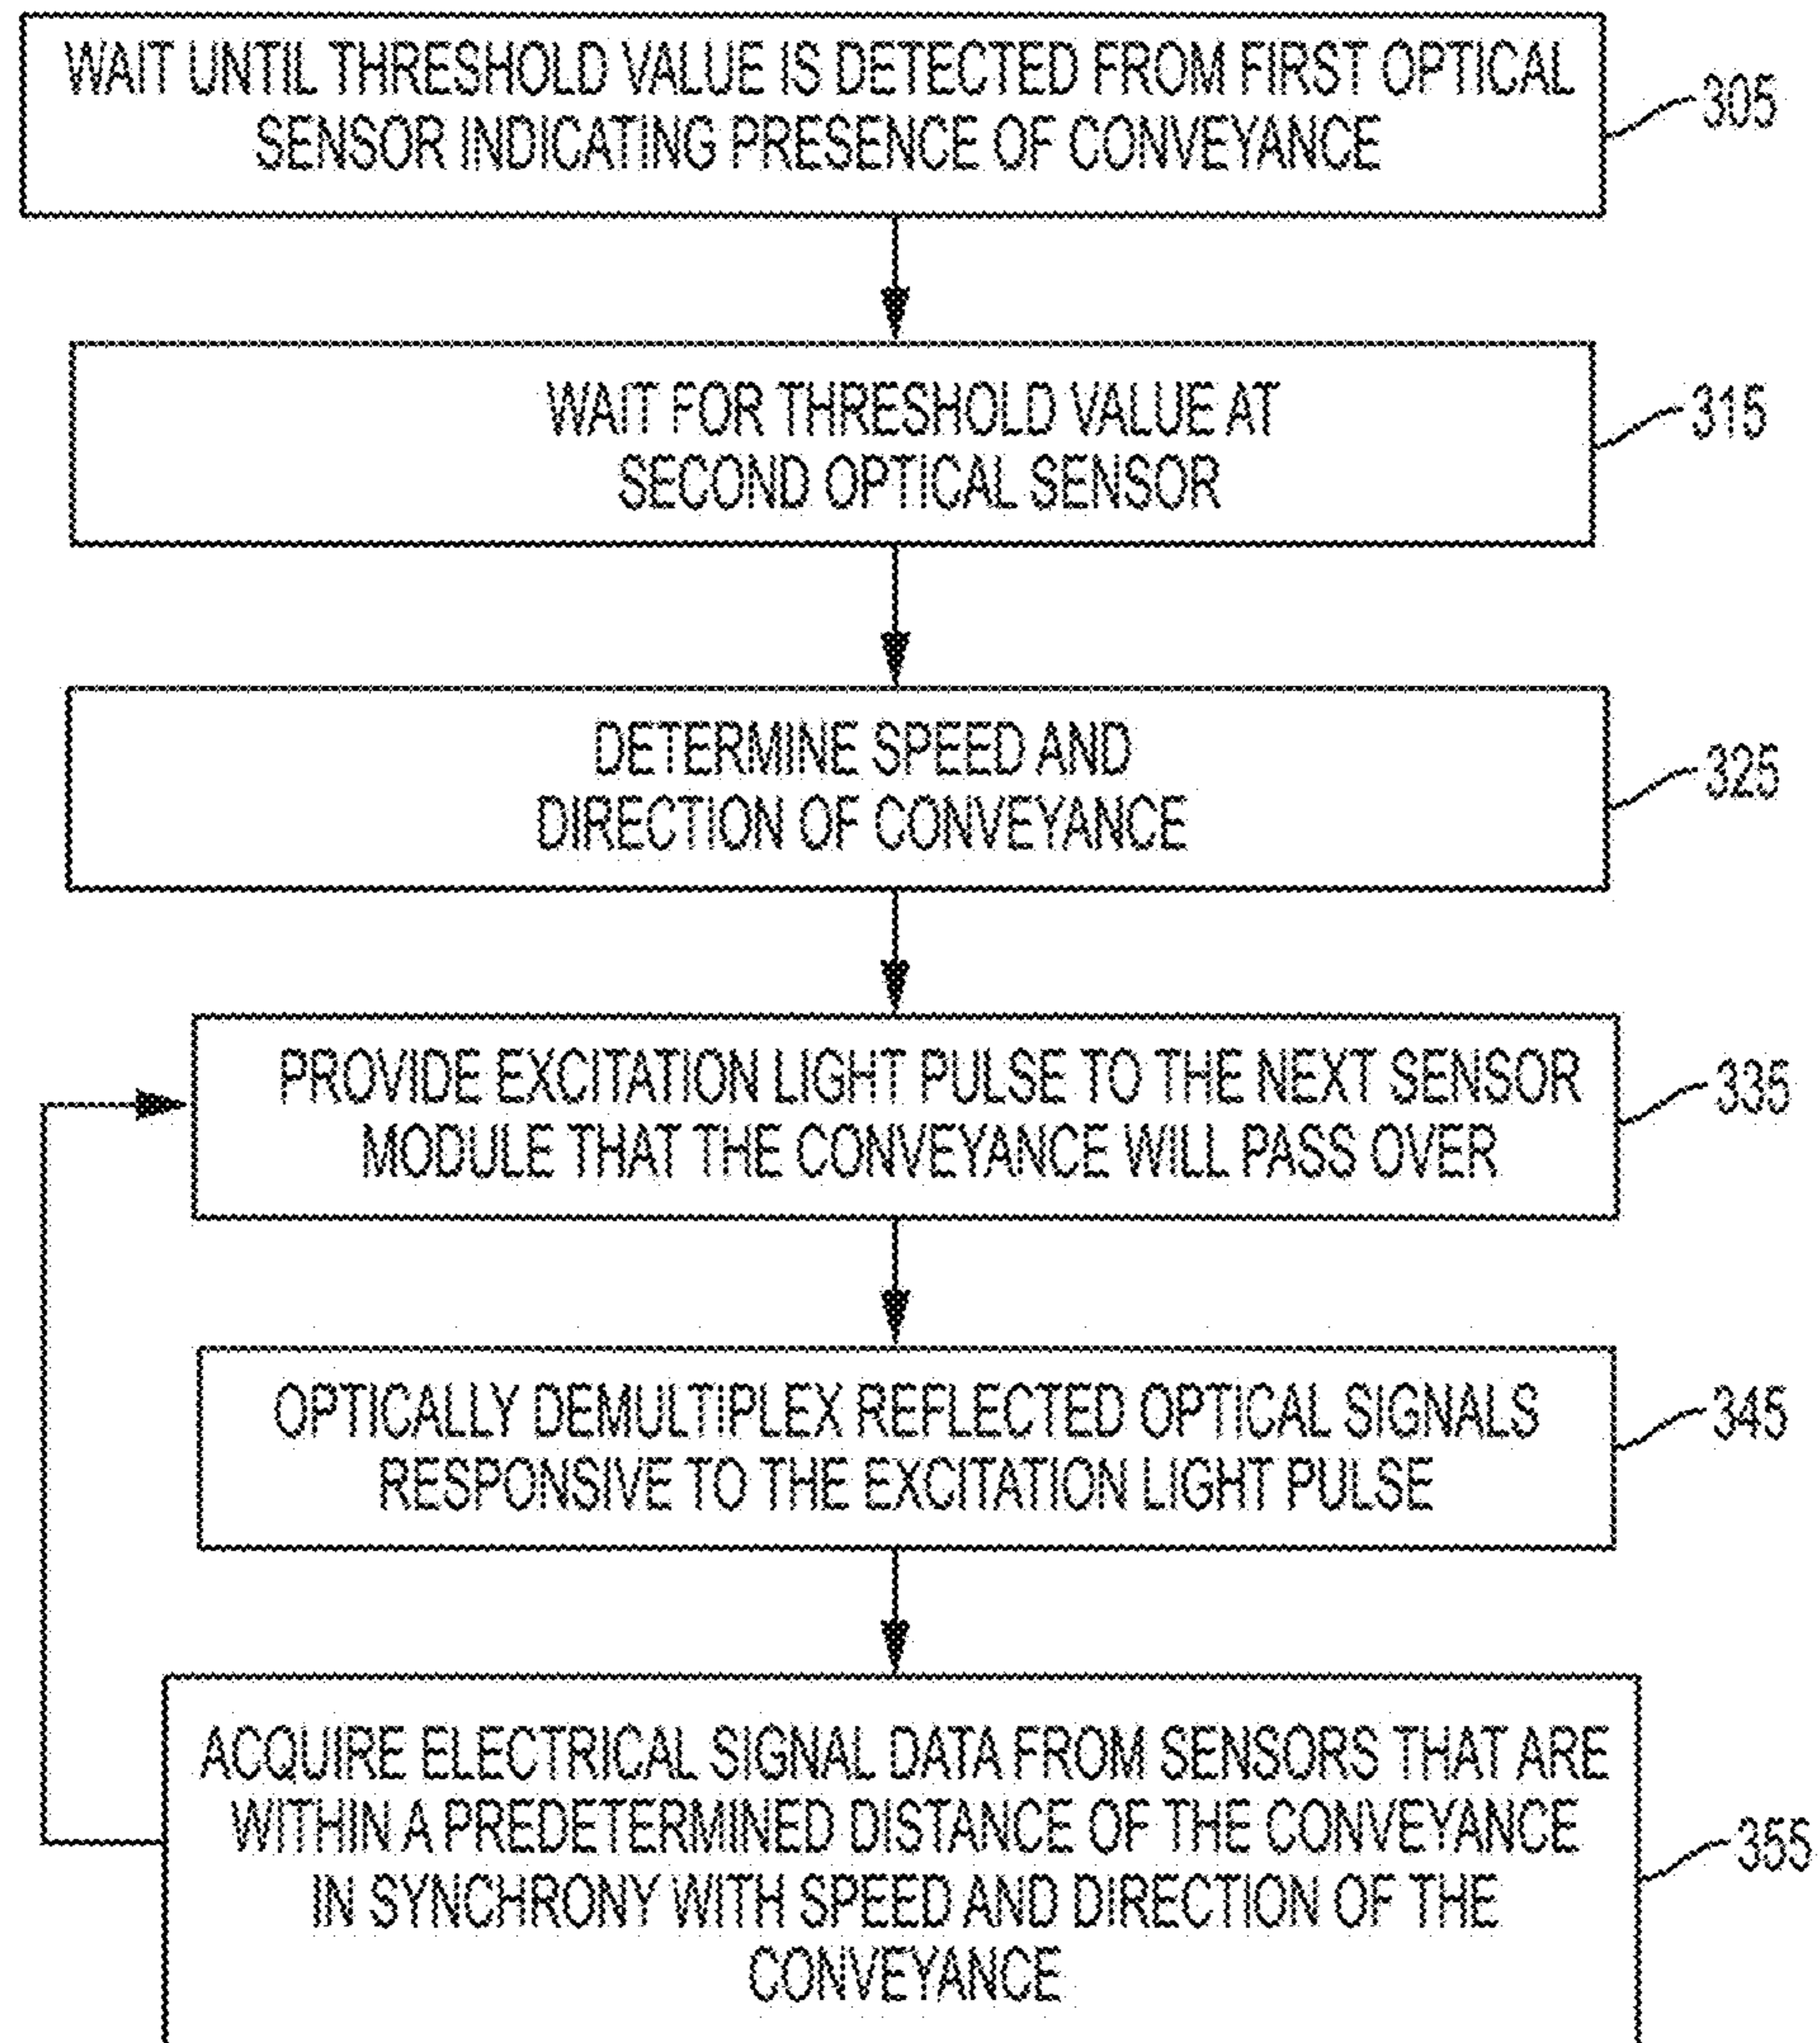 WAIT UNTIL THRESHOLD VALUE IS DETECTED FROM FIRST OPTICAL
SENSOR INDICATING PRESENCE OF CONVEYANCE
305
WAIT FOR THRESHOLD VALUE AT
SECOND OPTICAL SENSOR
315
DETERMINE SPEED AND
DIRECTION OF CONVEYANCE
325
PROVIDE EXCITATION LIGHT PULSE TO THE NEXT SENSOR
MODULE THAT THE CONVEYANCE WILL PASS OVER
335
OPTICALLY DEMULTIPLEX REFLECTED OPTICAL SIGNALS
RESPONSIVE TO THE EXCITATION LIGHT PULSE
345
ACQUIRE ELECTRICAL SIGNAL DATA FROM SENSORS THAT ARE
WITHIN A PREDETERMINED DISTANCE OF THE CONVEYANCE
IN SYNCHRONY WITH SPEED AND DIRECTION OF THE
CONVEYANCE
355